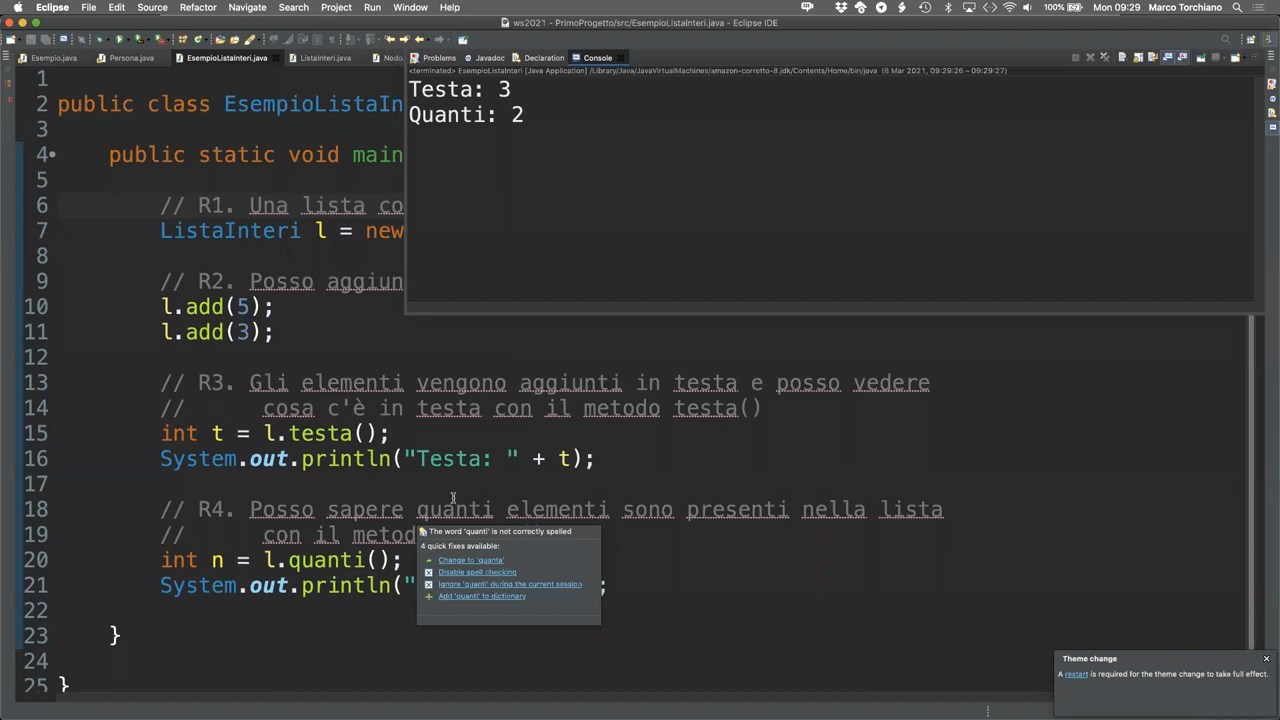 Eclipse File Edit Source Refactor Navigate Search Project Run Window Help 100% Mon 09:29 Marco Torchiano
ws2021 - PrimoProgetto/src/EsempioListaInteri.java - Eclipse IDE
Esempio.java Persona.java EsempioListaInteri.java ListaInteri.java Nodo. Problems Javadoc Declaration Console
<terminated> EsempioListaInteri [Java Application] /Library/Java/JavaVirtualMachines/amazon-corretto-8.jdk/Contents/Home/bin/java (8 Mar 2021, 09:29:26 – 09:29:27)
Testa: 3
Quanti: 2
1
2 public class EsempioListaIn
3
4 public static void main
5
6 // R1. Una lista co
7 ListaInteri l = new
8
9 // R2. Posso aggiun
10 l.add(5);
11 l.add(3);
12
13 // R3. Gli elementi vengono aggiunti in testa e posso vedere
14 // cosa c'è in testa con il metodo testa()
15 int t = l.testa();
16 System.out.println("Testa: " + t);
17
18 // R4. Posso sapere quanti elementi sono presenti nella lista
19 // con il metod
20 int n = l.quanti();
21 System.out.println(" ;
22
23 }
24
25 }
The word 'quanti' is not correctly spelled
4 quick fixes available:
Change to 'quanta'
Disable spell checking
Ignore 'quanti' during the current session
Add 'quanti' to dictionary
Theme change
A restart is required for the theme change to take full effect.